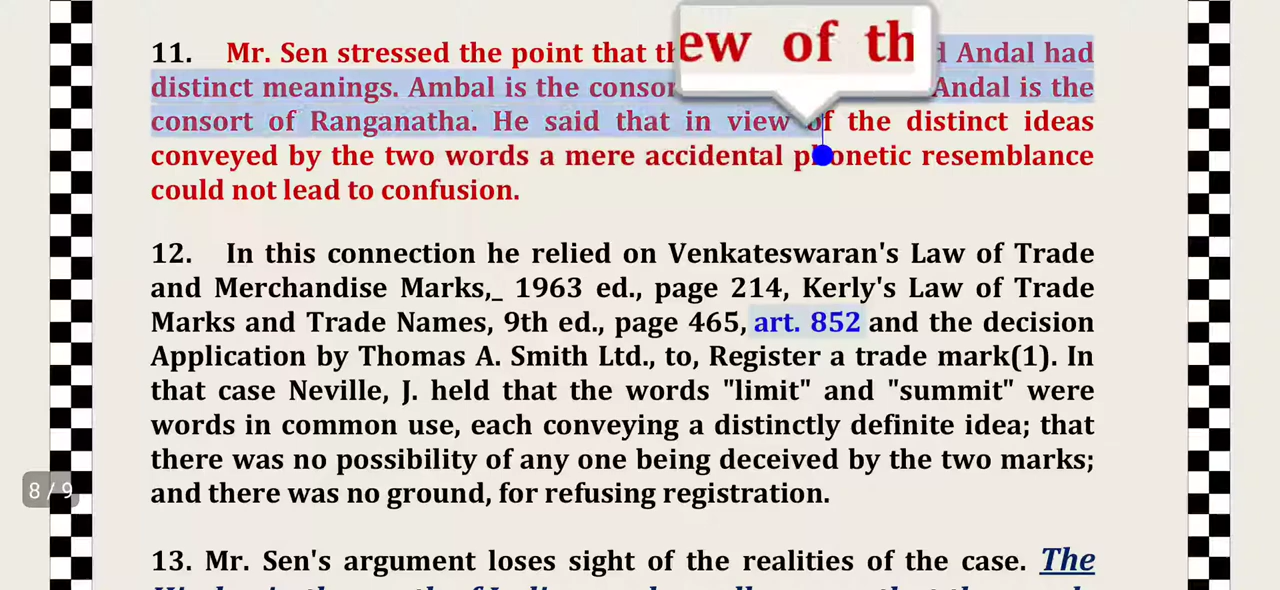 ew of th
11. Mr. Sen stressed the point that th d Andal had
distinct meanings. Ambal is the consor Andal is the
consort of Ranganatha. He said that in view of the distinct ideas
conveyed by the two words a mere accidental phonetic resemblance
could not lead to confusion.
12. In this connection he relied on Venkateswaran's Law of Trade
and Merchandise Marks,_ 1963 ed., page 214, Kerly's Law of Trade
Marks and Trade Names, 9th ed., page 465, art. 852 and the decision
Application by Thomas A. Smith Ltd., to, Register a trade mark(1). In
that case Neville, J. held that the words "limit" and "summit" were
words in common use, each conveying a distinctly definite idea; that
there was no possibility of any one being deceived by the two marks;
8 / 9
and there was no ground, for refusing registration.
13. Mr. Sen's argument loses sight of the realities of the case. The